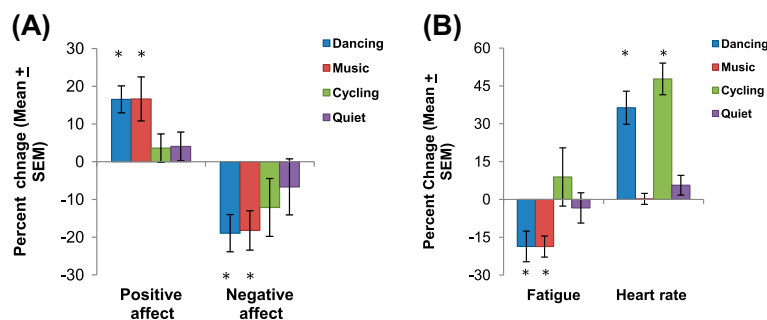 (A)
Percent chnage (Mean ±
SEM)
30
20
10
0
-10
-20
-30
* *
* *
Positive
affect
Negative
affect
Dancing
Music
Cycling
Quiet
(B)
Percent Chnage (Mean ±
SEM)
60
45
30
15
0
-15
-30
* *
* *
Fatigue
Heart rate
Dancing
Music
Cycling
Quiet